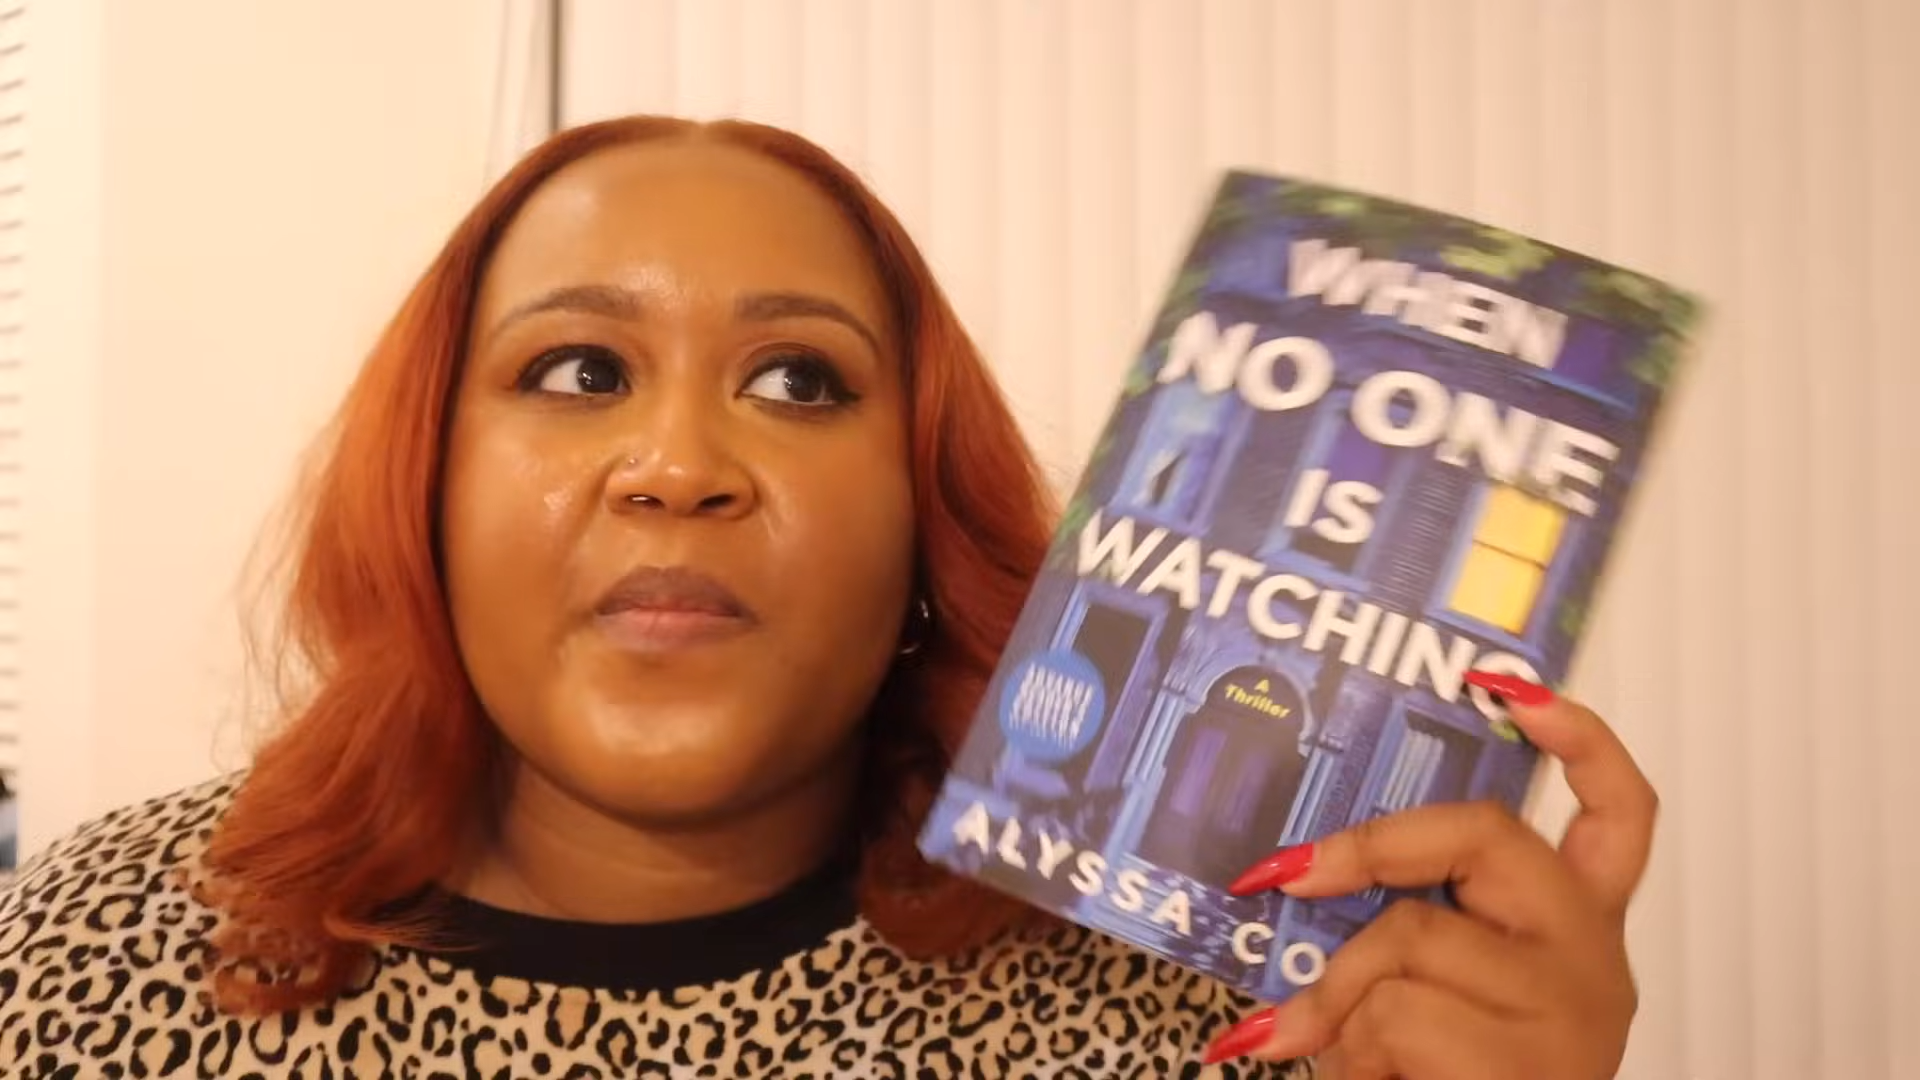 WHEN
NO ONE
IS
WATCHING
A
Thriller
ALYSSA CO